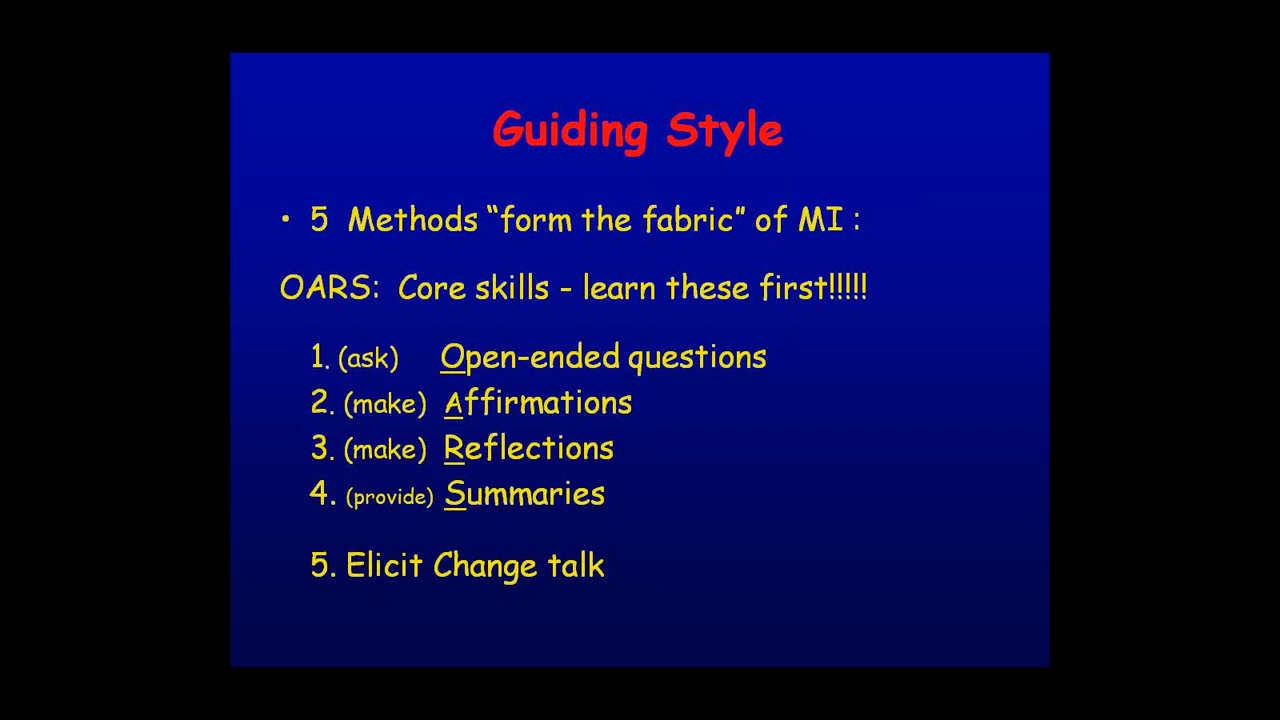 Guiding Style
• 5 Methods “form the fabric” of MI :
OARS: Core skills - learn these first!!!!!
1. (ask) Open-ended questions
2. (make) Affirmations
3. (make) Reflections
4. (provide) Summaries
5. Elicit Change talk